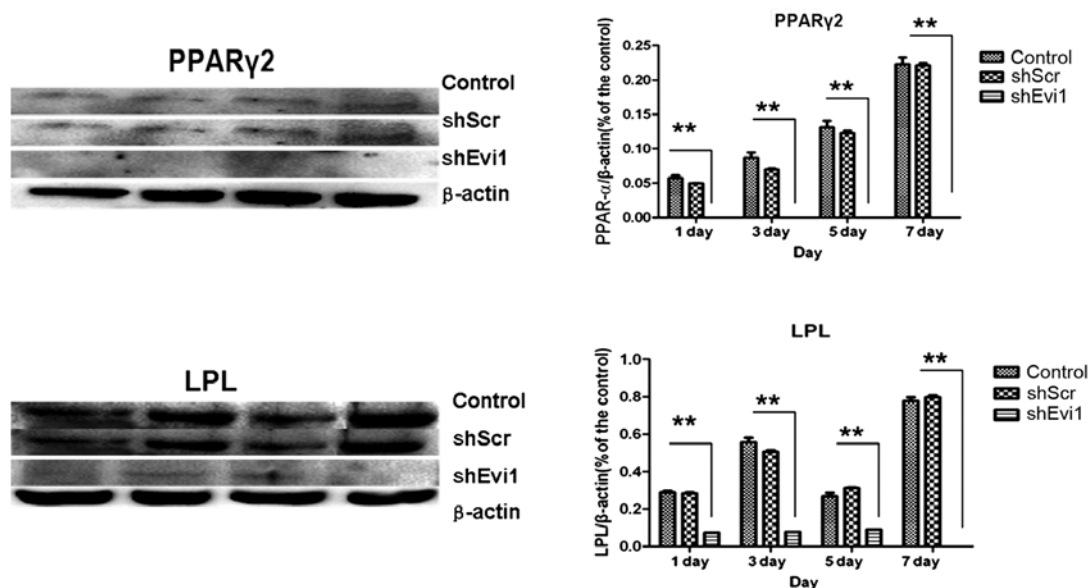 PPARγ2
Control
shScr
shEvi1
β-actin
PPARγ2
PPAR-α/β-actin(% of the control)
0.25
0.20
0.15
0.10
0.05
0.00
**
**
**
**
1 day
3 day
5 day
7 day
Day
Control
shScr
shEvi1
LPL
Control
shScr
shEvi1
β-actin
LPL
LPL/β-actin(% of the control)
1.0
0.8
0.6
0.4
0.2
0.0
**
**
**
**
1 day
3 day
5 day
7 day
Day
Control
shScr
shEvi1